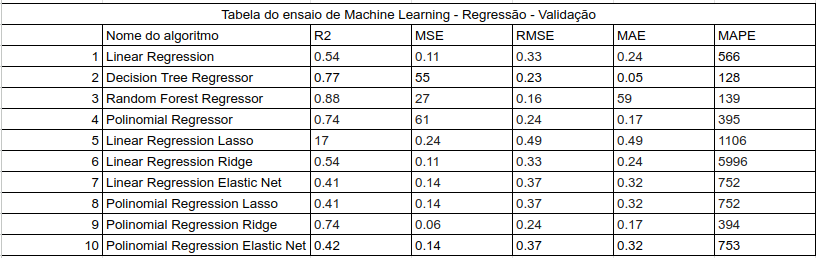 Tabela do ensaio de Machine Learning - Regressão - Validação
Nome do algoritmo R2 MSE RMSE MAE MAPE
1 Linear Regression 0.54 0.11 0.33 0.24 566
2 Decision Tree Regressor 0.77 55 0.23 0.05 128
3 Random Forest Regressor 0.88 27 0.16 59 139
4 Polinomial Regressor 0.74 61 0.24 0.17 395
5 Linear Regression Lasso 17 0.24 0.49 0.49 1106
6 Linear Regression Ridge 0.54 0.11 0.33 0.24 5996
7 Linear Regression Elastic Net 0.41 0.14 0.37 0.32 752
8 Polinomial Regression Lasso 0.41 0.14 0.37 0.32 752
9 Polinomial Regression Ridge 0.74 0.06 0.24 0.17 394
10 Polinomial Regression Elastic Net 0.42 0.14 0.37 0.32 753